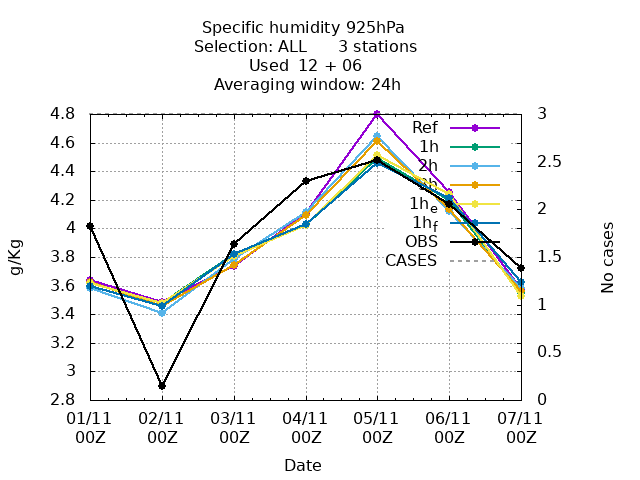 Specific humidity 925hPa
Selection: ALL 3 stations
Used 12 + 06
Averaging window: 24h
4.8
4.6
4.4
4.2
4
3.8
3.6
3.4
3.2
3
2.8
g/Kg
3
2.5
2
1.5
1
0.5
0
No cases
Ref
1h
2h
3h
1he
1hf
OBS
CASES
01/11 02/11 03/11 04/11 05/11 06/11 07/11
00Z 00Z 00Z 00Z 00Z 00Z 00Z
Date